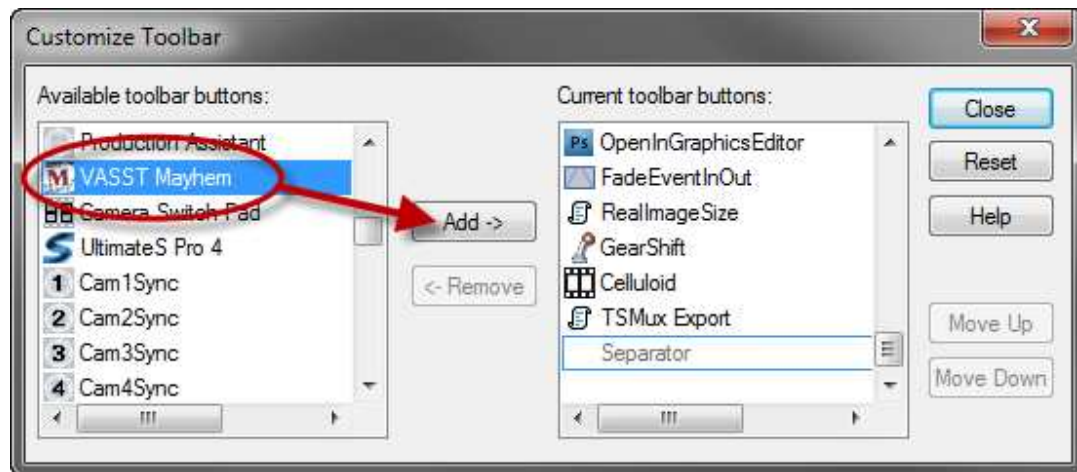 Customize Toolbar
Available toolbar buttons:
Production Assistant
VASST Mayhem
Camera Switch Pad
UltimateS Pro 4
1 Cam1Sync
2 Cam2Sync
3 Cam3Sync
4 Cam4Sync
Add ->
<- Remove
Current toolbar buttons:
Ps OpenInGraphicsEditor
FadeEventInOut
RealImageSize
GearShift
Celluloid
TSMux Export
Separator
Close
Reset
Help
Move Up
Move Down